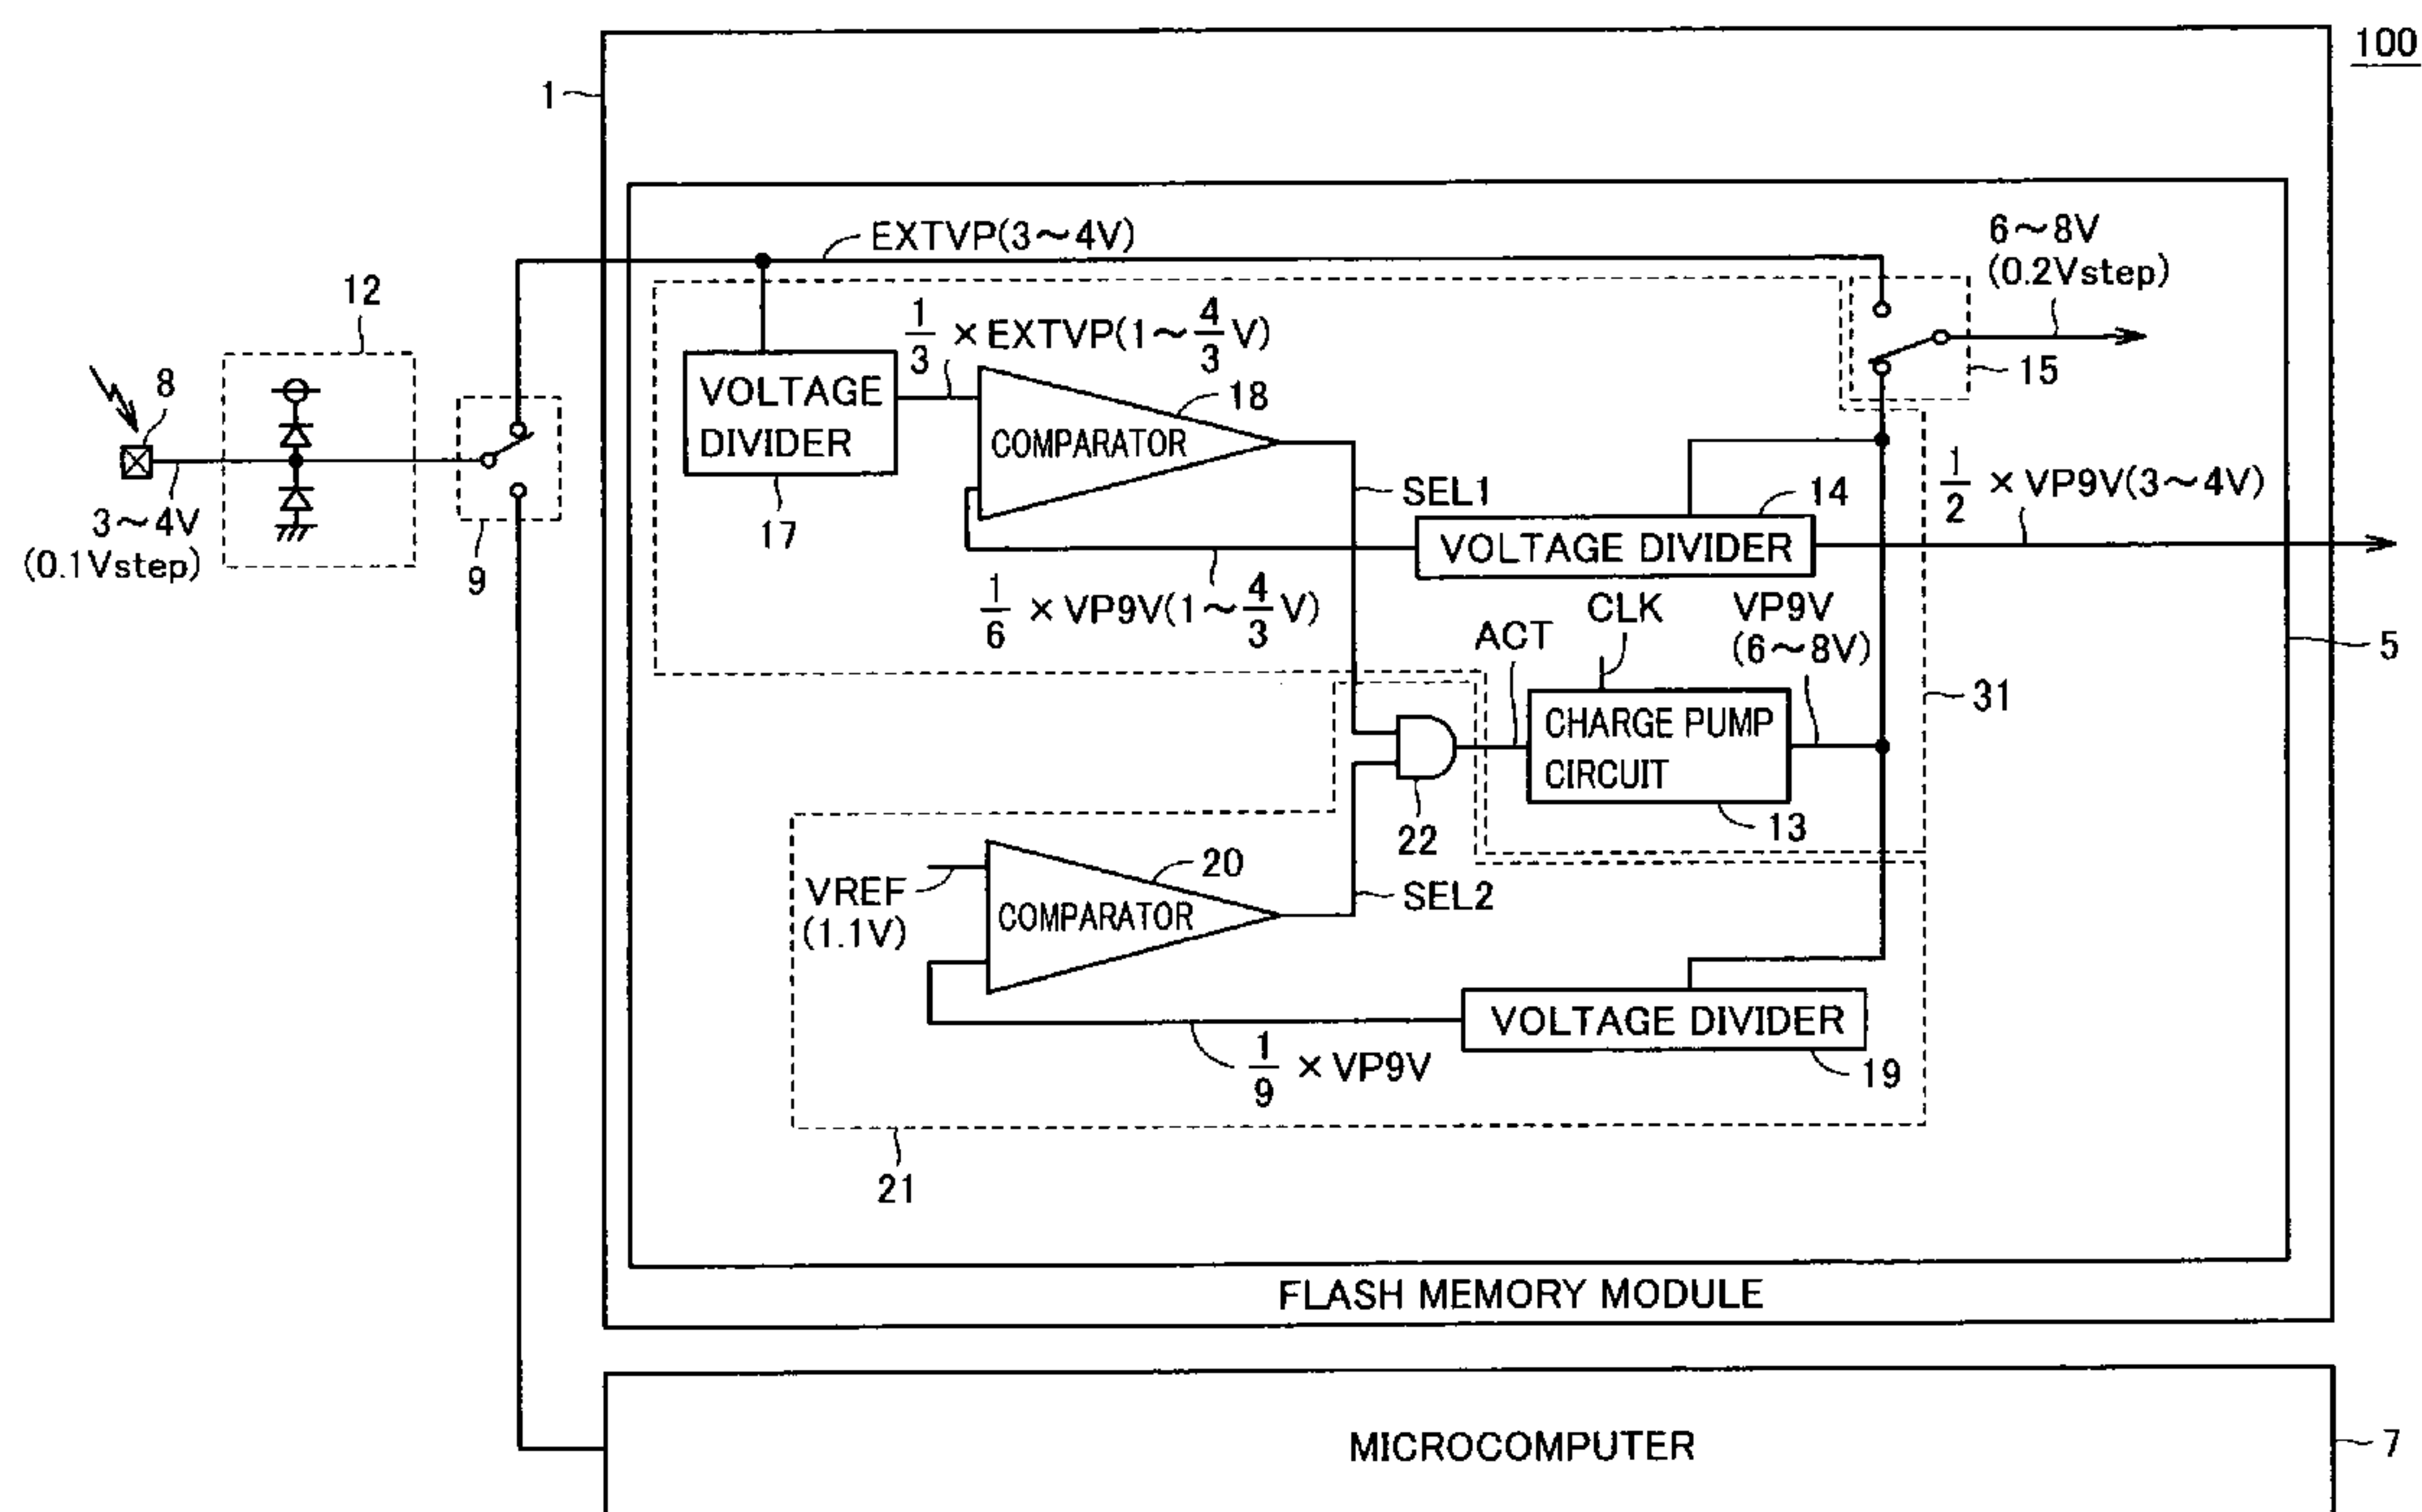 100
1
EXTVP(3～4V)
6～8V
(0.2Vstep)
12
1/3 × EXTVP(1～4/3V)
8
VOLTAGE
DIVIDER
18
COMPARATOR
15
3～4V
(0.1Vstep)
9
17
SEL1
14
1/2 × VP9V(3～4V)
VOLTAGE DIVIDER
1/6 × VP9V(1～4/3V)
CLK
VP9V
(6～8V)
ACT
5
31
CHARGE PUMP
CIRCUIT
22
13
20
VREF
(1.1V)
COMPARATOR
SEL2
VOLTAGE DIVIDER
1/9 × VP9V
19
21
FLASH MEMORY MODULE
MICROCOMPUTER
7